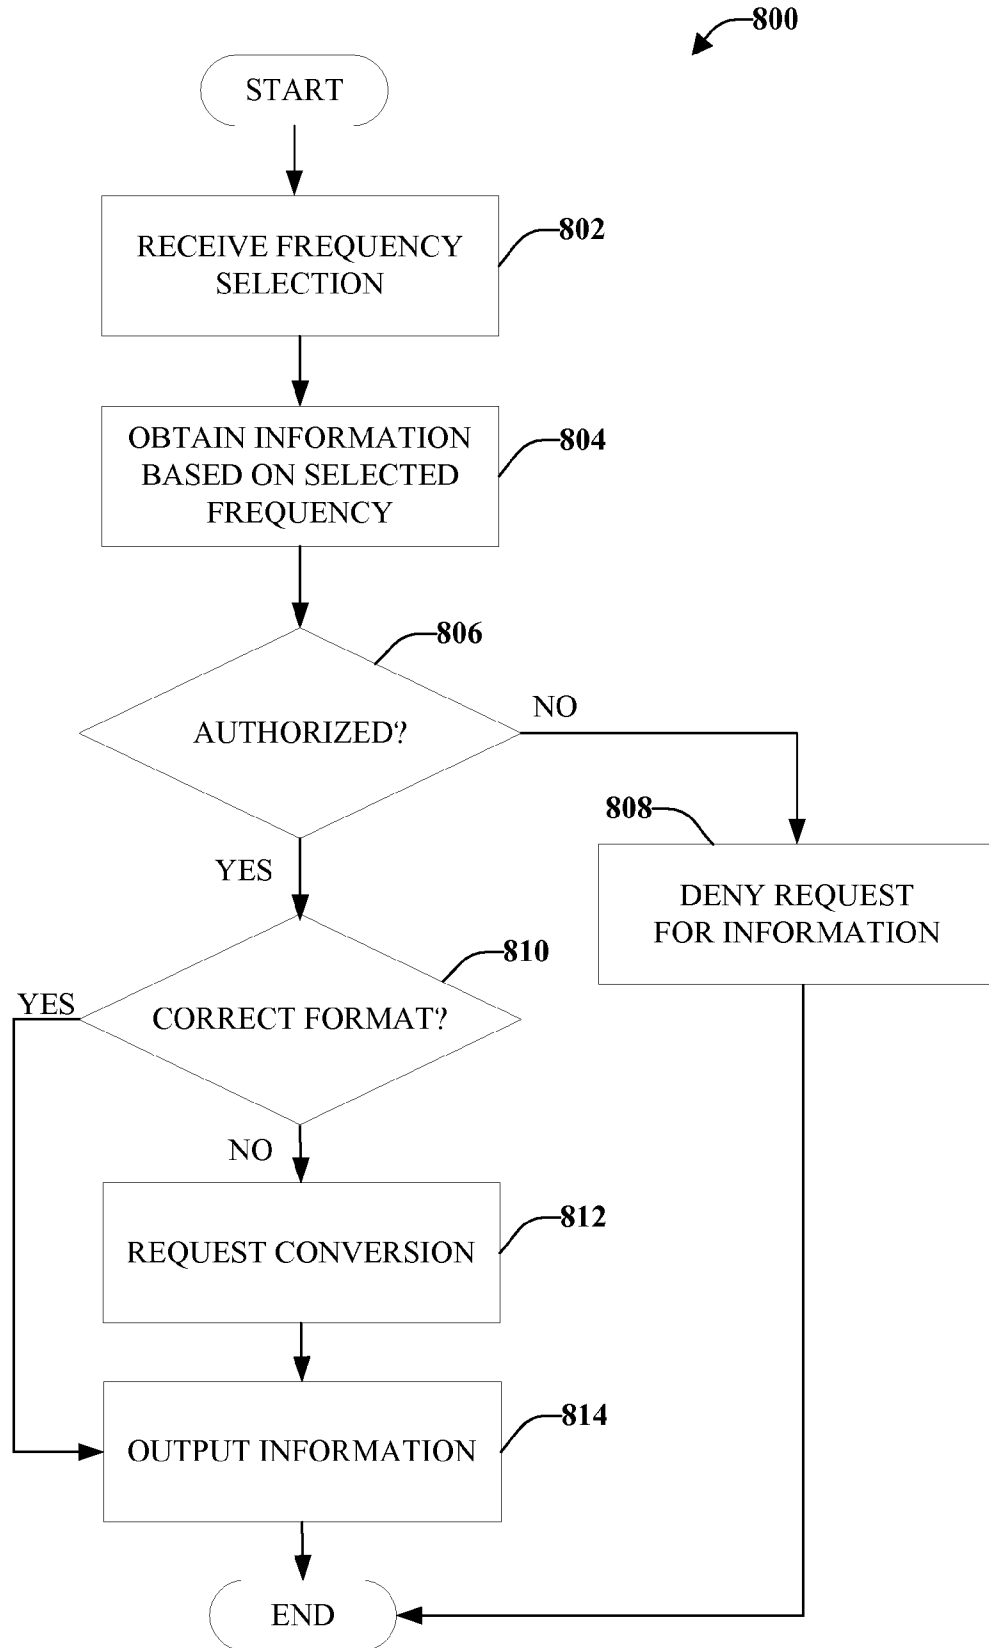 800
START
RECEIVE FREQUENCY
SELECTION
802
OBTAIN INFORMATION
BASED ON SELECTED
FREQUENCY
804
806
AUTHORIZED?
NO
YES
808
DENY REQUEST
FOR INFORMATION
810
YES
CORRECT FORMAT?
NO
812
REQUEST CONVERSION
814
OUTPUT INFORMATION
END